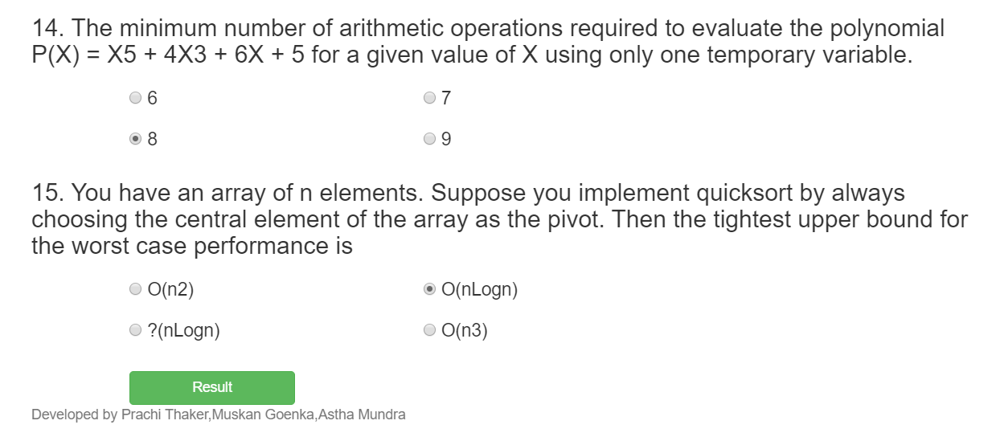 14. The minimum number of arithmetic operations required to evaluate the polynomial
P(X) = X5 + 4X3 + 6X + 5 for a given value of X using only one temporary variable.
6 7
8 9
15. You have an array of n elements. Suppose you implement quicksort by always
choosing the central element of the array as the pivot. Then the tightest upper bound for
the worst case performance is
O(n2) O(nLogn)
?(nLogn) O(n3)
Result
Developed by Prachi Thaker,Muskan Goenka,Astha Mundra